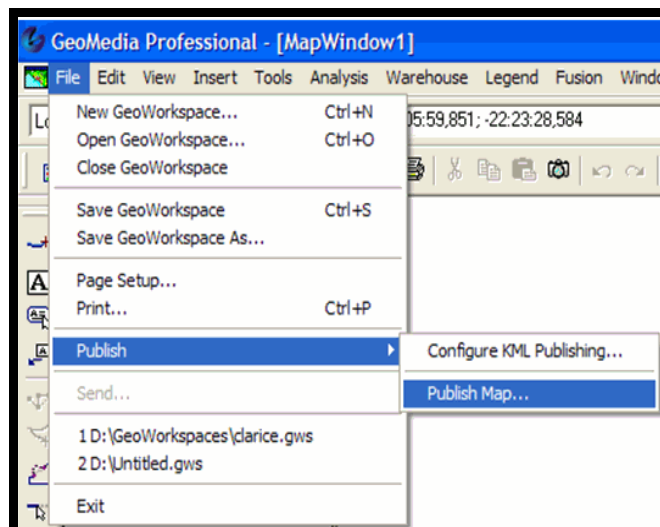 GeoMedia Professional - [MapWindow1]
File Edit View Insert Tools Analysis Warehouse Legend Fusion
05:59,851; -22:23:28,584
New GeoWorkspace... Ctrl+N
Open GeoWorkspace... Ctrl+O
Close GeoWorkspace
Save GeoWorkspace Ctrl+S
Save GeoWorkspace As...
Page Setup...
Print... Ctrl+P
Publish
Configure KML Publishing...
Send...
Publish Map...
1 D:\GeoWorkspaces\clarice.gws
2 D:\Untitled.gws
Exit